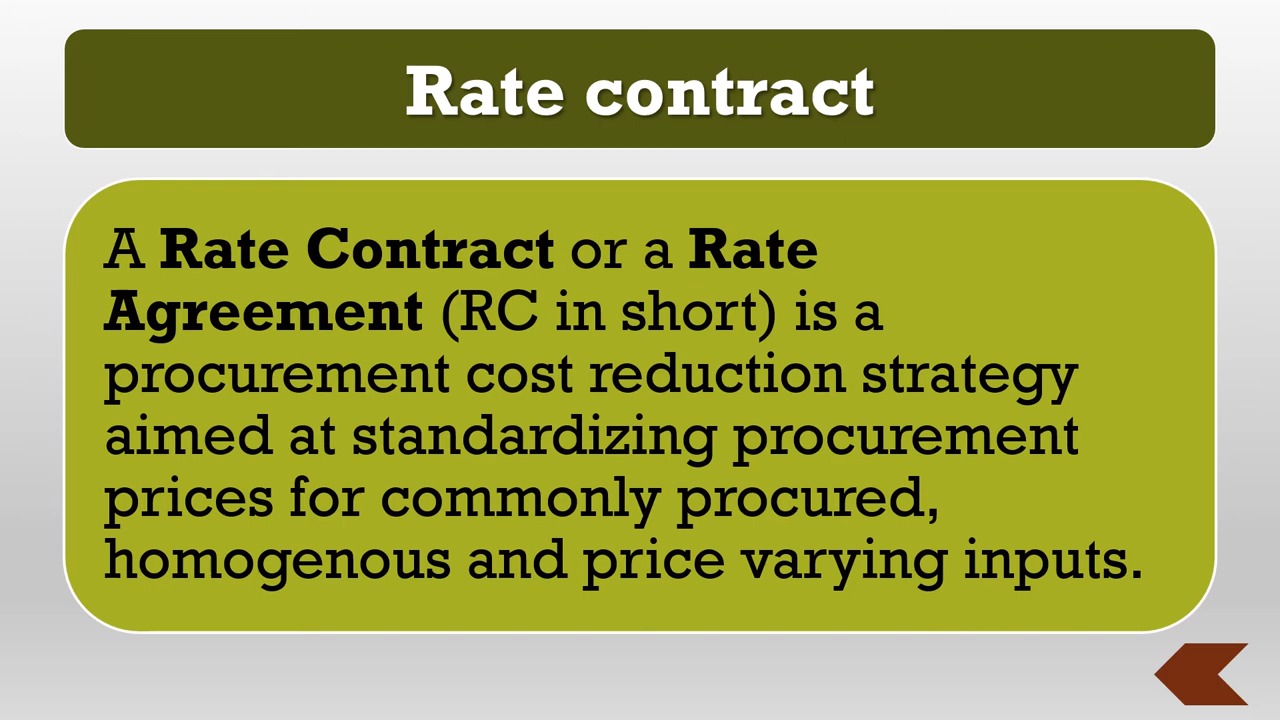 Rate contract
A Rate Contract or a Rate
Agreement (RC in short) is a
procurement cost reduction strategy
aimed at standardizing procurement
prices for commonly procured,
homogenous and price varying inputs.